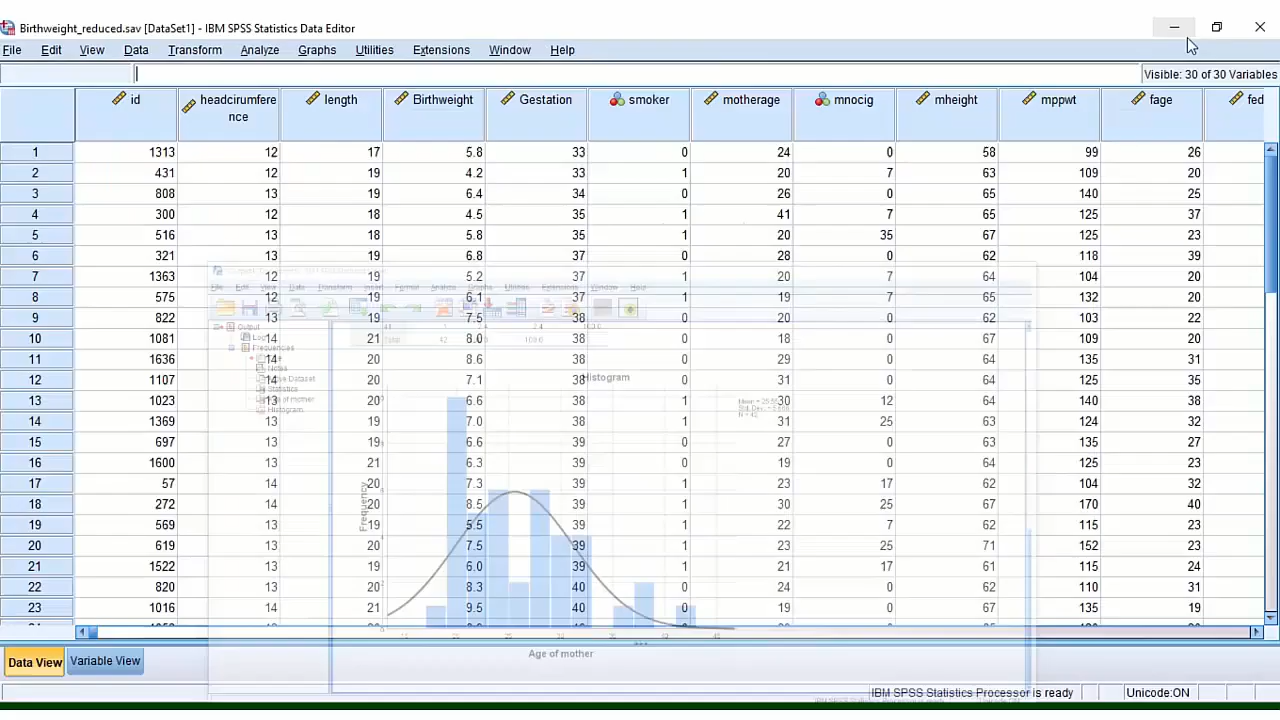 Birthweight_reduced.sav [DataSet1] - IBM SPSS Statistics Data Editor
File Edit View Data Transform Analyze Graphs Utilities Extensions Window Help
Visible: 30 of 30 Variables
id headcirumfere nce length Birthweight Gestation smoker motherage mnocig mheight mppwt fage fed
1 1313 12 17 5.8 33 0 24 0 58 99 26
2 431 12 19 4.2 33 1 20 7 63 109 20
3 808 13 19 6.4 34 0 26 0 65 140 25
4 300 12 18 4.5 35 1 41 7 65 125 37
5 516 13 18 5.8 35 1 20 35 67 125 23
6 321 13 19 6.8 37 0 28 0 62 118 39
7 1363 12 19 5.2 37 1 20 7 64 104 20
8 575 12 19 6.1 37 1 19 7 65 132 20
9 822 13 19 7.5 38 0 20 0 62 103 22
10 1081 14 21 8.0 38 0 18 0 67 109 20
11 1636 14 20 8.6 38 0 29 0 64 135 31
12 1107 14 20 7.1 38 0 31 0 64 125 35
13 1023 13 20 6.6 38 1 30 12 64 140 38
14 1369 13 20 7.0 38 1 31 25 64 124 32
15 697 13 19 6.6 39 0 27 0 63 135 27
16 1600 13 21 6.3 39 0 19 0 64 125 23
17 57 14 20 7.3 39 1 23 17 62 104 32
18 272 14 20 8.5 39 1 30 25 67 170 40
19 569 13 19 5.5 39 1 22 7 62 115 23
20 619 13 20 7.5 39 1 23 25 71 152 23
21 1522 13 19 6.0 39 1 21 17 61 115 24
22 820 13 20 8.3 40 0 24 0 62 110 31
23 1016 14 21 9.5 40 0 19 0 67 135 19
Output
Frequencies
Statistics
Histogram
Histogram
Frequency
Age of mother
Data View Variable View
IBM SPSS Statistics Processor is ready Unicode:ON